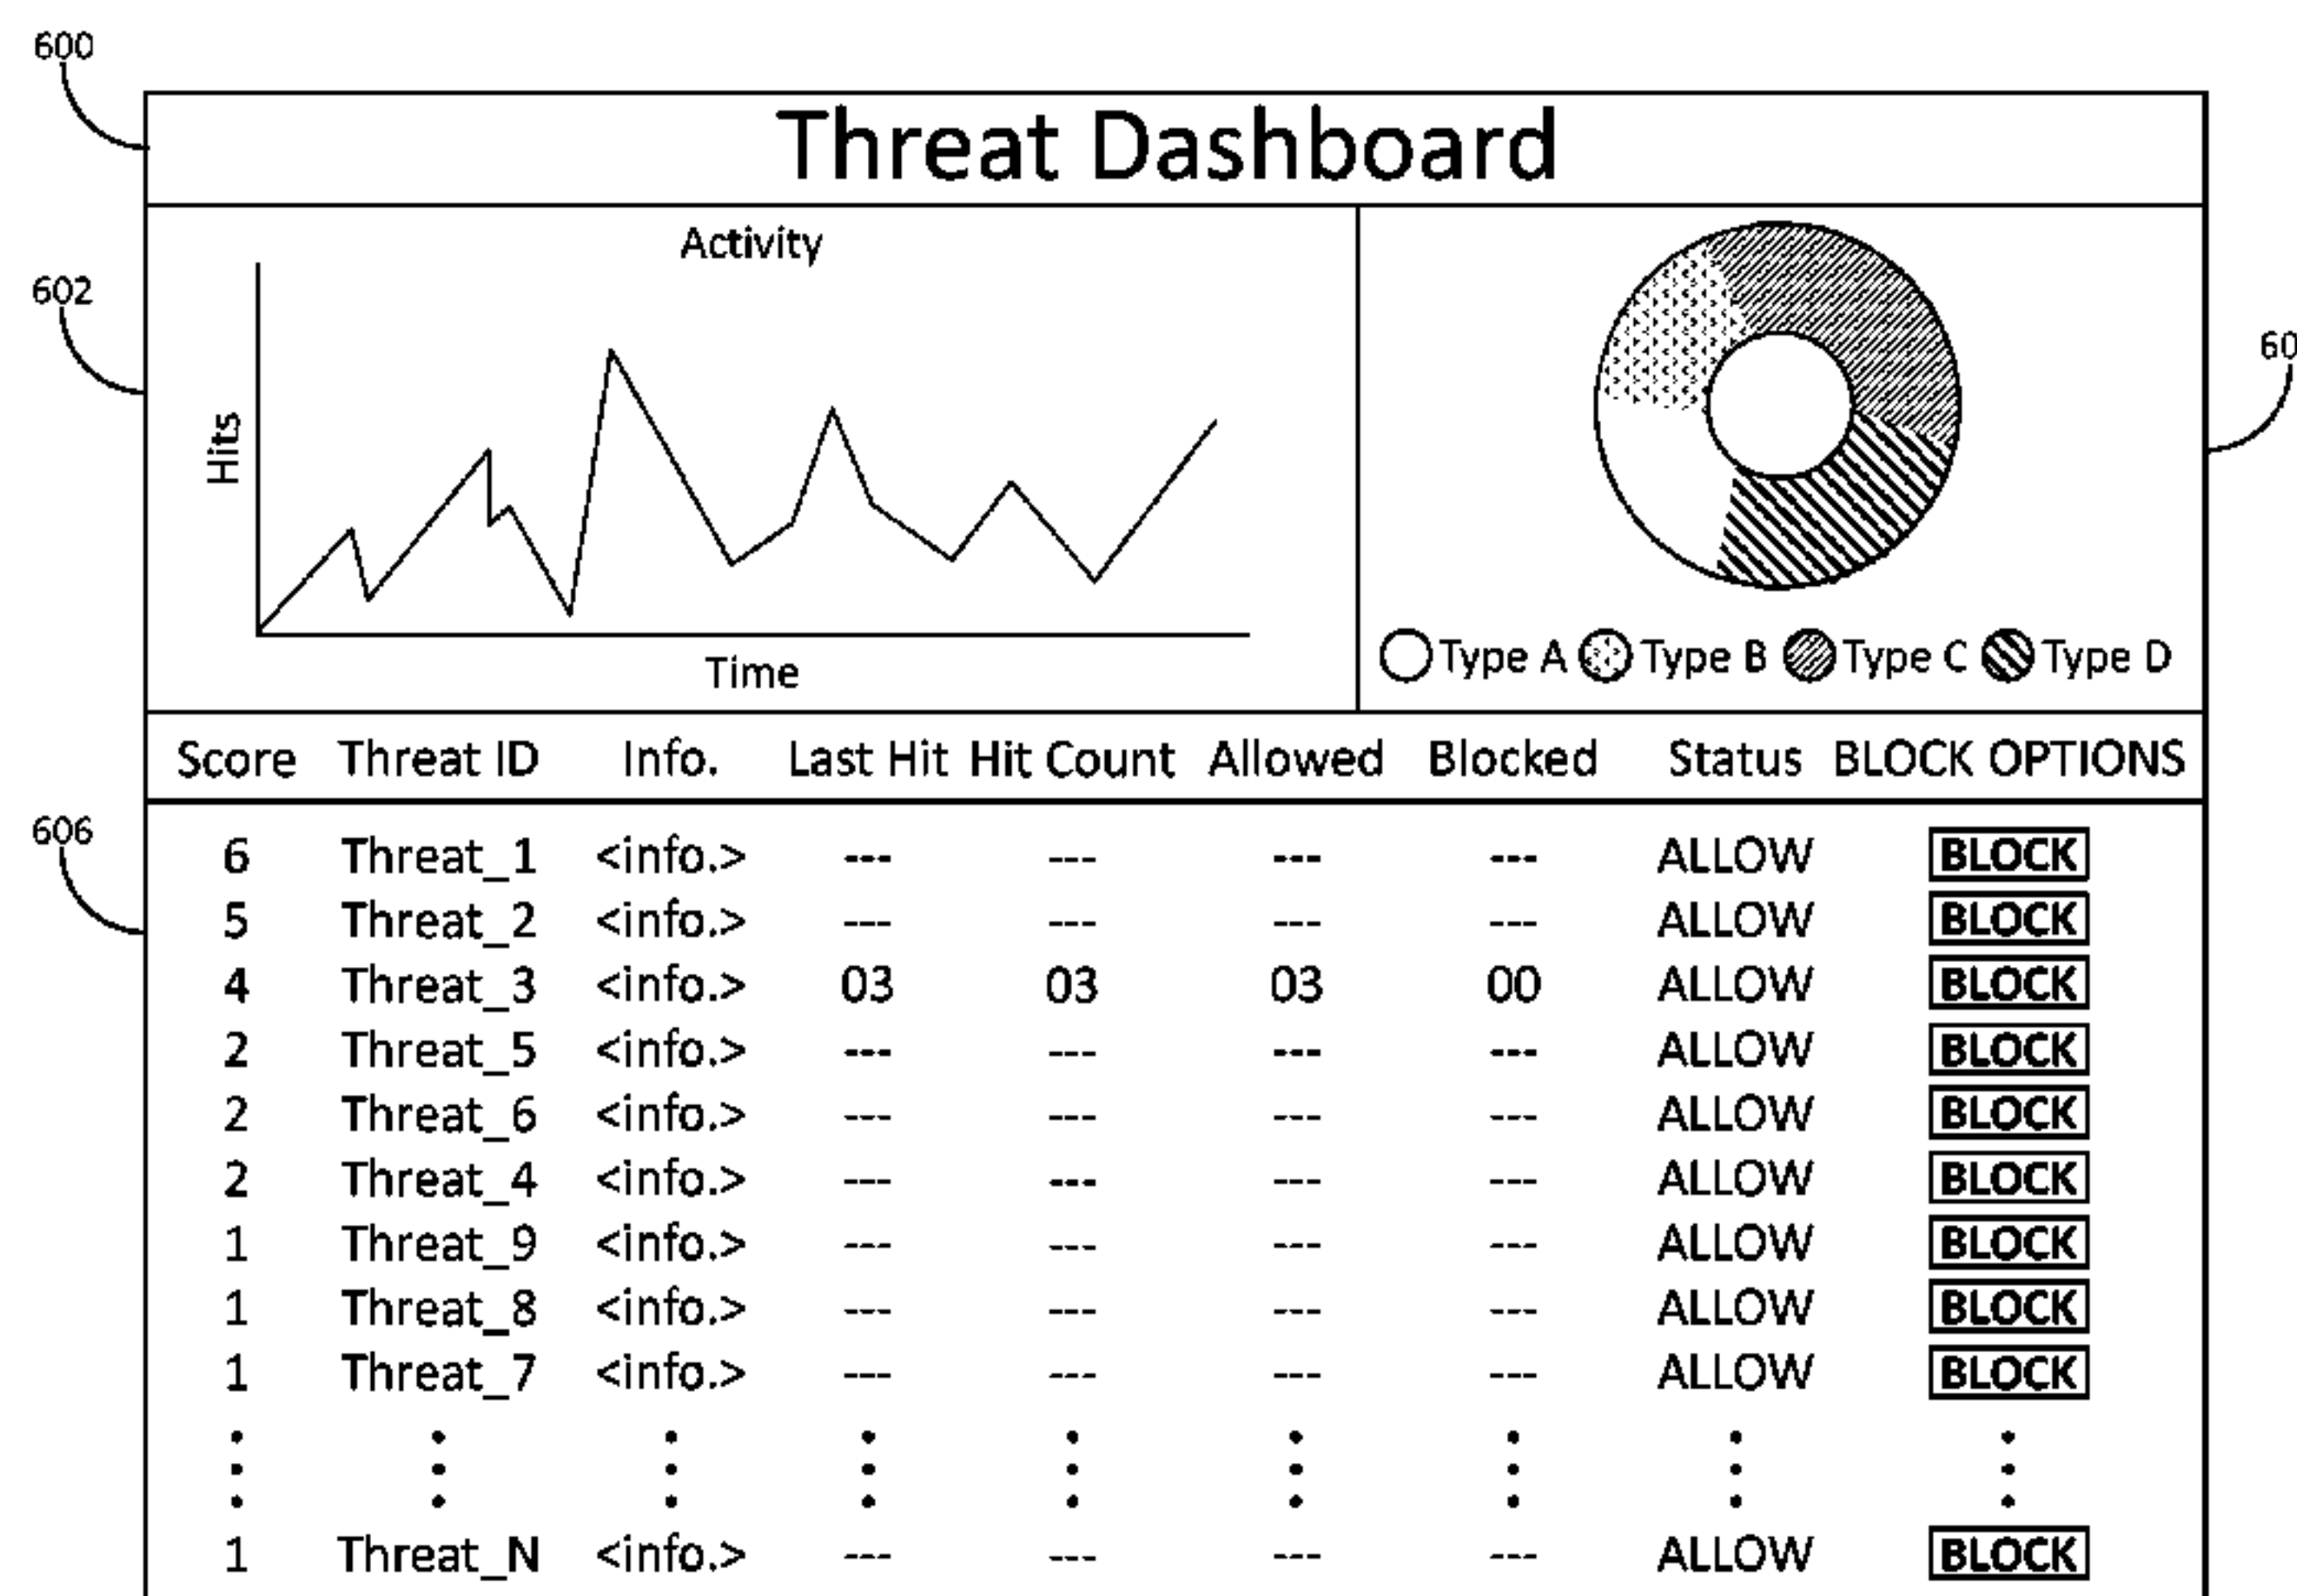 600
Threat Dashboard
Activity
602
60
Hits
Time
Type A Type B Type C Type D
Score Threat ID Info. Last Hit Hit Count Allowed Blocked Status BLOCK OPTIONS
606
6 Threat_1 <info.> --- --- --- --- ALLOW BLOCK
5 Threat_2 <info.> --- --- --- --- ALLOW BLOCK
4 Threat_3 <info.> 03 03 03 00 ALLOW BLOCK
2 Threat_5 <info.> --- --- --- --- ALLOW BLOCK
2 Threat_6 <info.> --- --- --- --- ALLOW BLOCK
2 Threat_4 <info.> --- --- --- --- ALLOW BLOCK
1 Threat_9 <info.> --- --- --- --- ALLOW BLOCK
1 Threat_8 <info.> --- --- --- --- ALLOW BLOCK
1 Threat_7 <info.> --- --- --- --- ALLOW BLOCK
1 Threat_N <info.> --- --- --- --- ALLOW BLOCK